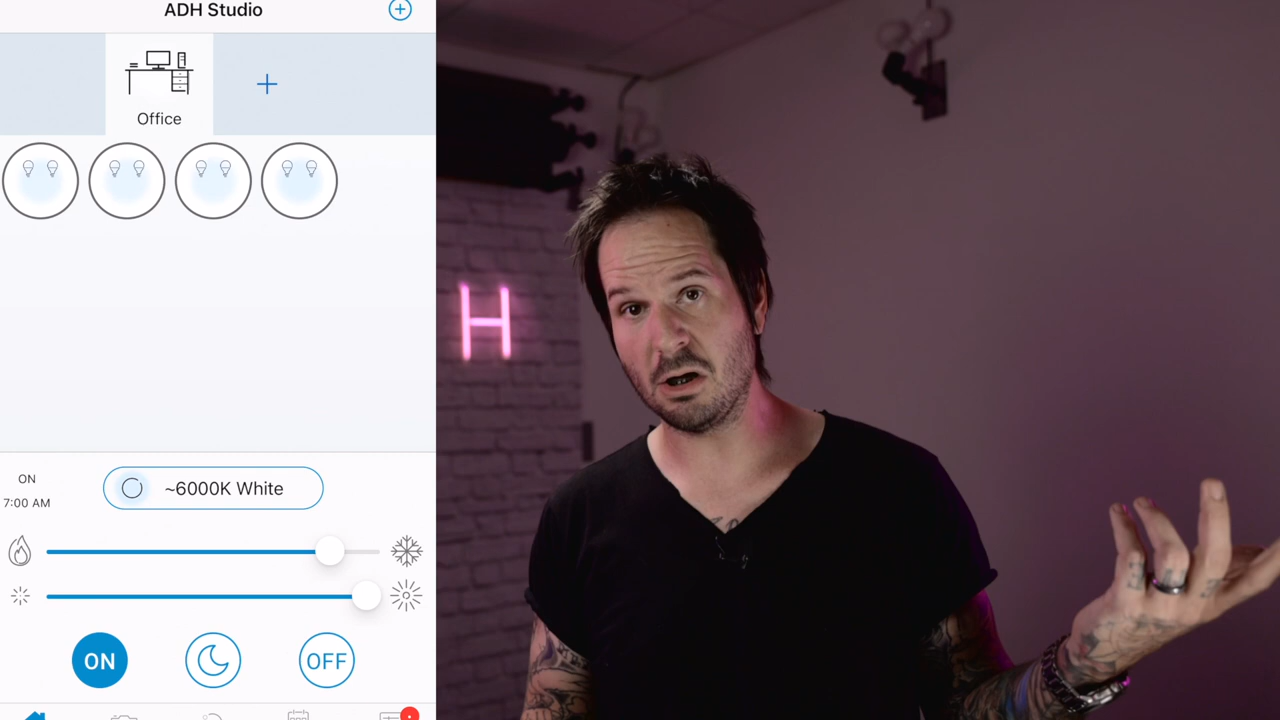 ADH Studio
Office
ON
7:00 AM
~6000K White
ON
OFF
H